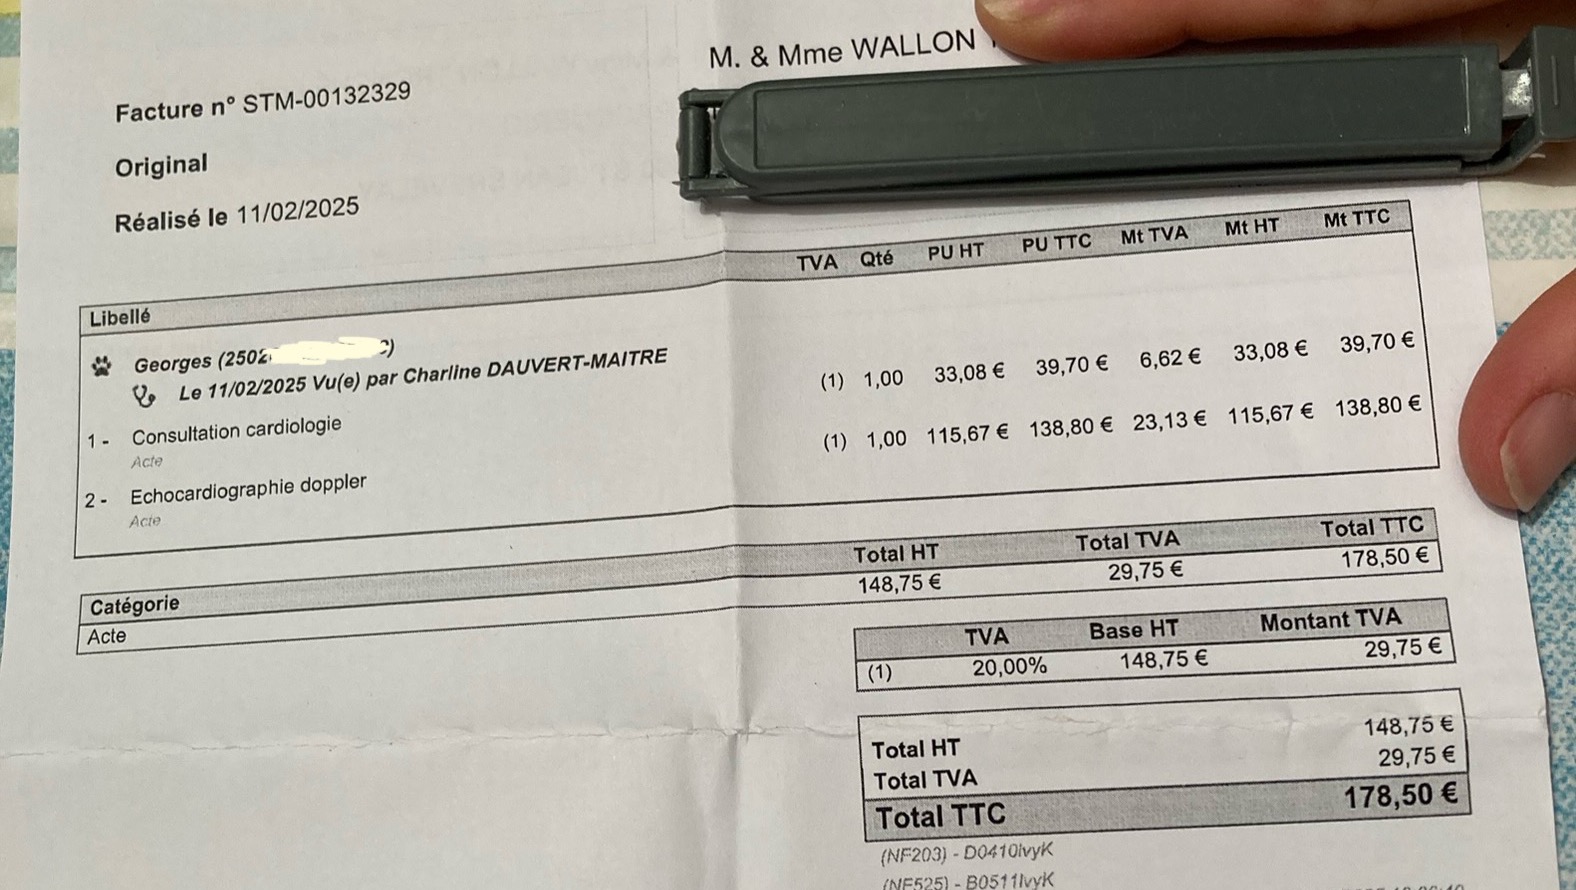 M. & Mme WALLON
Facture n° STM-00132329
Original
Réalisé le 11/02/2025
Libellé TVA Qté PU HT PU TTC Mt TVA Mt HT Mt TTC
Georges (2502 )
Le 11/02/2025 Vu(e) par Charline DAUVERT-MAITRE
1 - Consultation cardiologie (1) 1,00 33,08 € 39,70 € 6,62 € 33,08 € 39,70 €
Acte
2 - Echocardiographie doppler (1) 1,00 115,67 € 138,80 € 23,13 € 115,67 € 138,80 €
Acte
Catégorie Total HT Total TVA Total TTC
Acte 148,75 € 29,75 € 178,50 €
TVA Base HT Montant TVA
(1) 20,00% 148,75 € 29,75 €
Total HT 148,75 €
Total TVA 29,75 €
Total TTC 178,50 €
(NF203) - D0410IvyK
(NF525) - B0511IvyK